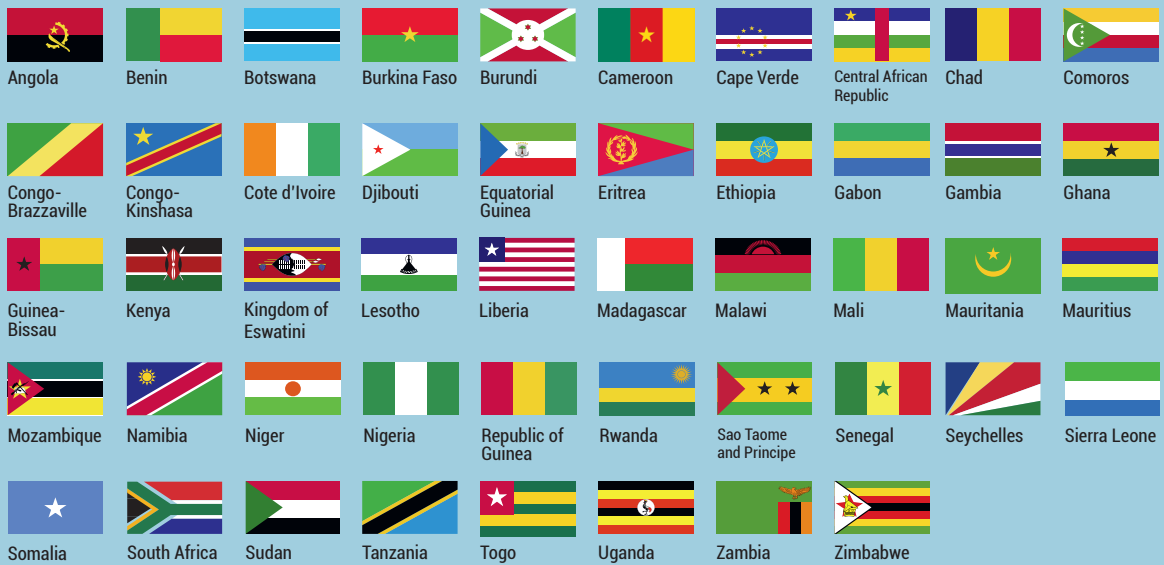 Angola
Benin
Botswana
Burkina Faso
Burundi
Cameroon
Cape Verde
Central African
Republic
Chad
Comoros
Congo-
Brazzaville
Congo-
Kinshasa
Cote d'Ivoire
Djibouti
Equatorial
Guinea
Eritrea
Ethiopia
Gabon
Gambia
Ghana
Guinea-
Bissau
Kenya
Kingdom of
Eswatini
Lesotho
Liberia
Madagascar
Malawi
Mali
Mauritania
Mauritius
Mozambique
Namibia
Niger
Nigeria
Republic of
Guinea
Rwanda
Sao Taome
and Principe
Senegal
Seychelles
Sierra Leone
Somalia
South Africa
Sudan
Tanzania
Togo
Uganda
Zambia
Zimbabwe